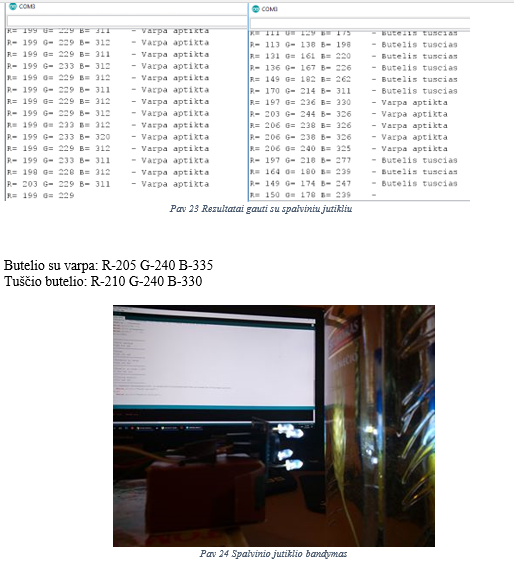 COM3
R= 199 G= 229 B= 311 - Varpa aptikta
R= 199 G= 229 B= 312 - Varpa aptikta
R= 199 G= 229 B= 312 - Varpa aptikta
R= 199 G= 233 B= 312 - Varpa aptikta
R= 199 G= 229 B= 312 - Varpa aptikta
R= 199 G= 229 B= 311 - Varpa aptikta
R= 199 G= 229 B= 312 - Varpa aptikta
R= 199 G= 229 B= 312 - Varpa aptikta
R= 199 G= 233 B= 312 - Varpa aptikta
R= 199 G= 233 B= 320 - Varpa aptikta
R= 199 G= 229 B= 312 - Varpa aptikta
R= 199 G= 233 B= 311 - Varpa aptikta
R= 198 G= 228 B= 312 - Varpa aptikta
R= 203 G= 229 B= 311 - Varpa aptikta
R= 199 G= 229
COM3
R= 111 G= 129 B= 175 - Butelis tuscias
R= 113 G= 138 B= 198 - Butelis tuscias
R= 131 G= 161 B= 220 - Butelis tuscias
R= 136 G= 167 B= 226 - Butelis tuscias
R= 149 G= 182 B= 262 - Butelis tuscias
R= 170 G= 214 B= 311 - Butelis tuscias
R= 197 G= 236 B= 330 - Varpa aptikta
R= 203 G= 244 B= 326 - Varpa aptikta
R= 206 G= 238 B= 326 - Varpa aptikta
R= 206 G= 238 B= 326 - Varpa aptikta
R= 206 G= 240 B= 325 - Varpa aptikta
R= 197 G= 218 B= 277 - Butelis tuscias
R= 164 G= 180 B= 239 - Butelis tuscias
R= 149 G= 174 B= 247 - Butelis tuscias
R= 150 G= 178 B= 239 -
Pav 23 Rezultatai gauti su spalviniu jutikliu
Butelio su varpa: R-205 G-240 B-335
Tuščio butelio: R-210 G-240 B-330
Pav 24 Spalvinio jutiklio bandymas